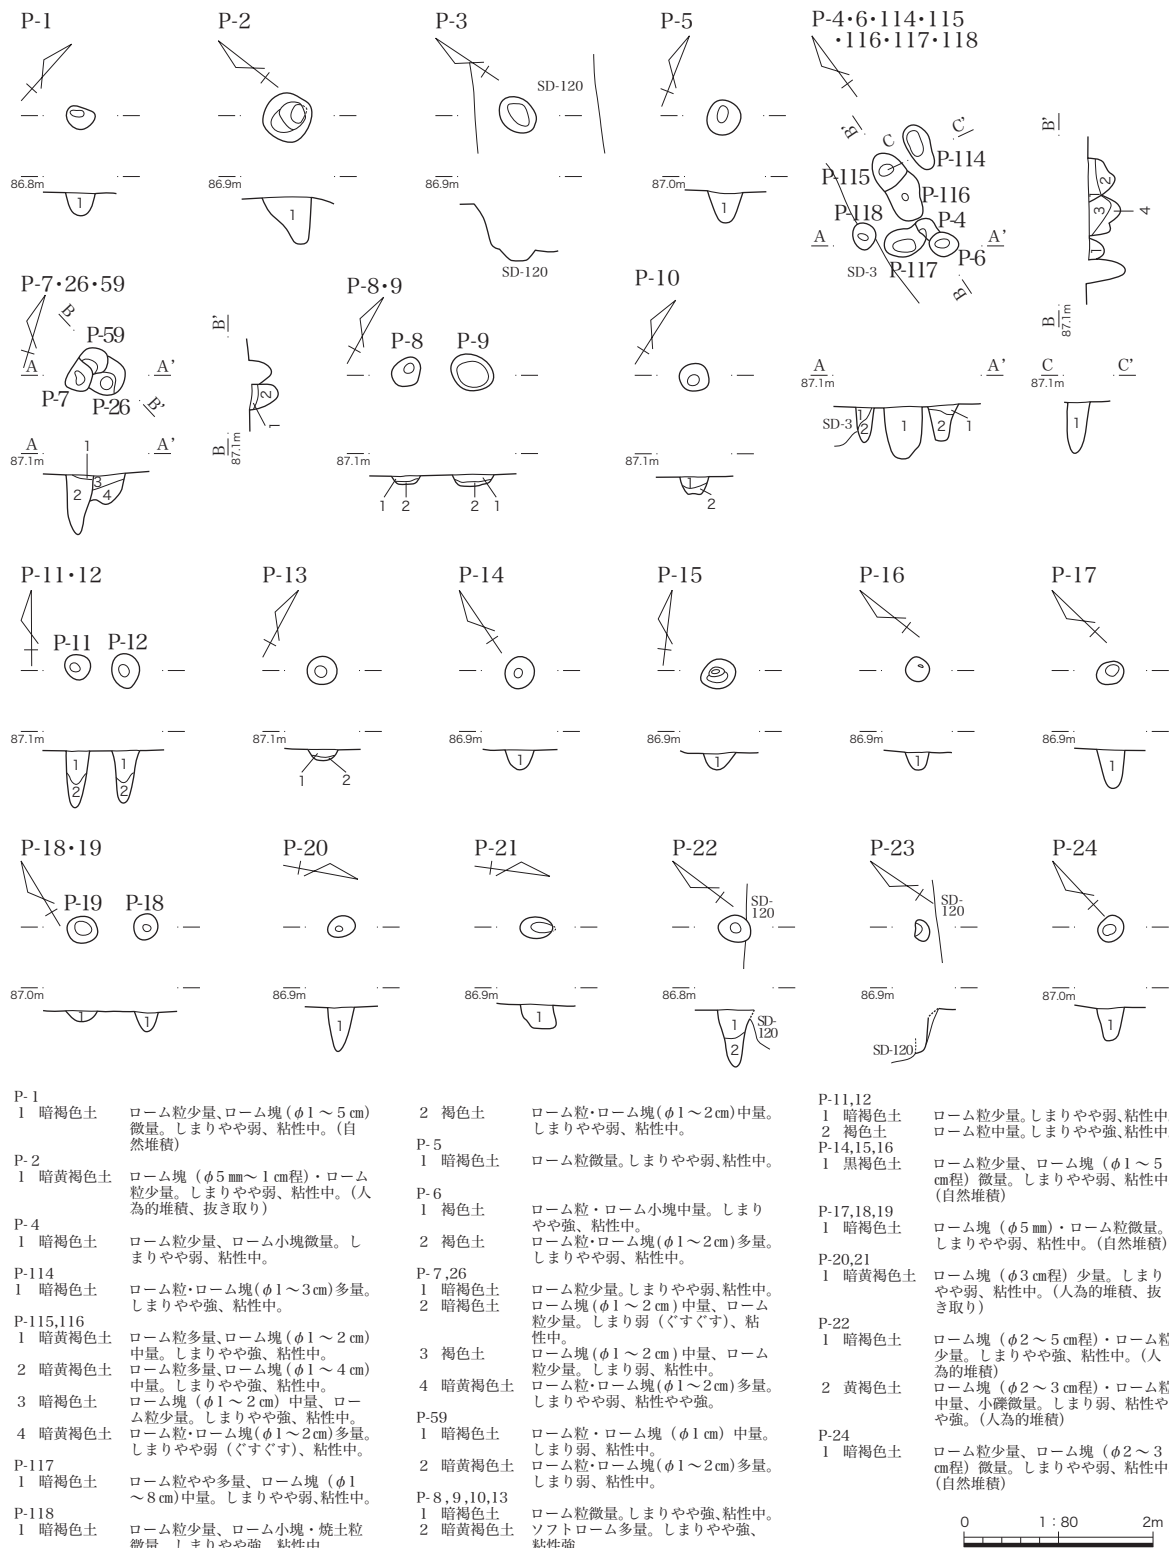 P-1
P-2
P-3
P-5
P-4・6・114・115
・116・117・118
SD-120
86.8m
86.9m
86.9m
87.0m
1
1
SD-120
1
B'
C
C'
P-114
P-115
P-116
P-118
P-4
A
A'
P-6
SD-3
P-117
B
B'
2
3
4
1
B
87.1m
P-7・26・59
B
P-59
A
A'
P-7
P-26
B'
A
1
A'
87.1m
3
2
4
B'
2
1
B
87.1m
P-8・9
P-8
P-9
87.1m
1
2
2
1
P-10
87.1m
1
2
A
A'
87.1m
SD-3
1
2
1
2
1
C
C'
87.1m
1
P-11・12
P-13
P-14
P-15
P-16
P-17
P-11
P-12
87.1m
87.1m
86.9m
86.9m
86.9m
86.9m
1
2
1
2
1
2
1
1
1
1
P-18・19
P-20
P-21
P-22
P-23
P-24
P-19
P-18
SD-
120
SD-
120
87.0m
86.9m
86.9m
86.8m
86.9m
87.0m
1
1
1
1
1
2
SD-
120
SD-120
1
P-1
1 暗褐色土 ローム粒少量、ローム塊(φ1～5㎝)
微量。しまりやや弱、粘性中。(自
然堆積)
P-2
1 暗黄褐色土 ローム塊(φ5㎜～1㎝程)・ローム
粒少量。しまりやや弱、粘性中。(人
為的堆積、抜き取り)
P-4
1 暗褐色土 ローム粒少量、ローム小塊微量。し
まりやや弱、粘性中。
P-114
1 暗褐色土 ローム粒・ローム塊(φ1～3㎝)多量。
しまりやや強、粘性中。
P-115,116
1 暗黄褐色土 ローム粒多量、ローム塊(φ1～2㎝)
中量。しまりやや強、粘性中。
2 暗黄褐色土 ローム粒多量、ローム塊(φ1～4㎝)
中量。しまりやや強、粘性中。
3 暗褐色土 ローム塊(φ1～2㎝)中量、ロー
ム粒少量。しまりやや強、粘性中。
4 暗黄褐色土 ローム粒・ローム塊(φ1～2㎝)多量。
しまりやや弱(ぐすぐす)、粘性中。
P-117
1 暗褐色土 ローム粒やや多量、ローム塊(φ1
～8㎝)中量。しまりやや弱、粘性中。
P-118
1 暗褐色土 ローム粒少量、ローム小塊・焼土粒
微量。しまりやや強、粘性中。
2 褐色土 ローム粒・ローム塊(φ1～2㎝)中量。
しまりやや弱、粘性中。
P-5
1 暗褐色土 ローム粒微量。しまりやや弱、粘性中。
P-6
1 褐色土 ローム粒・ローム小塊中量。しまり
やや強、粘性中。
2 褐色土 ローム粒・ローム塊(φ1～2㎝)多量。
しまりやや弱、粘性中。
P-7,26
1 暗褐色土 ローム粒少量。しまりやや弱、粘性中。
2 暗褐色土 ローム塊(φ1～2㎝)中量、ローム
粒少量。しまり弱(ぐすぐす)、粘
性中。
3 褐色土 ローム塊(φ1～2㎝)中量、ローム
粒少量。しまり弱、粘性中。
4 暗黄褐色土 ローム粒・ローム塊(φ1～2㎝)多量。
しまりやや弱、粘性やや強。
P-59
1 暗褐色土 ローム粒・ローム塊(φ1㎝)中量。
しまり弱、粘性中。
2 暗黄褐色土 ローム粒・ローム塊(φ1～2㎝)多量。
しまり弱、粘性中。
P-8,9,10,13
1 暗褐色土 ローム粒微量。しまりやや強、粘性中。
2 暗黄褐色土 ソフトローム多量。しまりやや強、
粘性強。
P-11,12
1 暗褐色土 ローム粒少量。しまりやや弱、粘性中
2 褐色土 ローム粒中量。しまりやや強、粘性中
P-14,15,16
1 黒褐色土 ローム粒少量、ローム塊(φ1～5
㎝程)微量。しまりやや弱、粘性中
(自然堆積)
P-17,18,19
1 暗褐色土 ローム塊(φ5㎜)・ローム粒微量。
しまりやや弱、粘性中。(自然堆積)
P-20,21
1 暗黄褐色土 ローム塊(φ3㎝程)少量。しまり
やや弱、粘性中。(人為的堆積、抜
き取り)
P-22
1 暗褐色土 ローム塊(φ2～5㎝程)・ローム粒
少量。しまりやや強、粘性中。(人
為的堆積)
2 黄褐色土 ローム塊(φ2～3㎝程)・ローム粒
中量、小礫微量。しまり弱、粘性や
や強。(人為的堆積)
P-24
1 暗褐色土 ローム粒少量、ローム塊(φ2～3
㎝程)微量。しまりやや弱、粘性中
(自然堆積)
0 1：80 2m